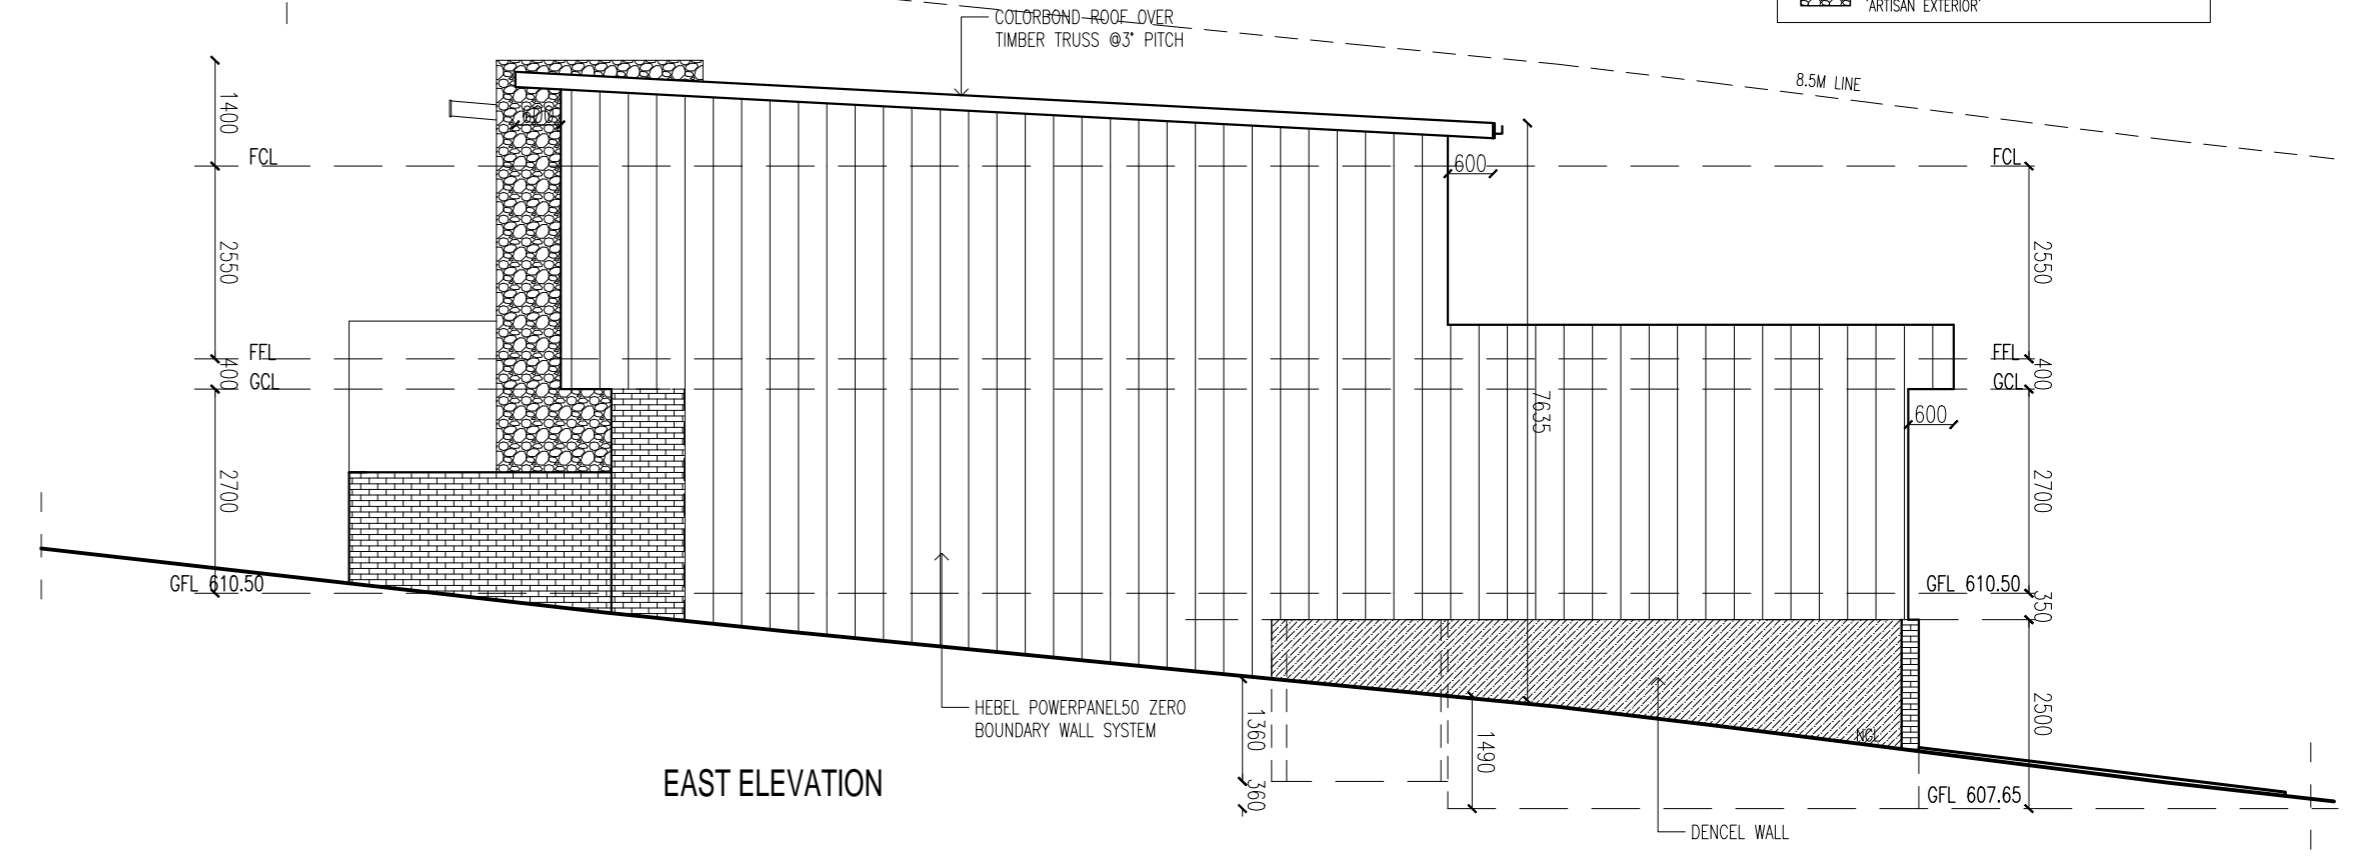 'ARTISAN EXTERIOR'
COLORBOND ROOF OVER
TIMBER TRUSS @3° PITCH
8.5M LINE
1400
600
FCL
FCL
600
2550
2550
FFL
FFL
400
400
GCL
GCL
7635
600
2700
2700
GFL 610.50
GFL 610.50
350
HEBEL POWERPANEL50 ZERO
BOUNDARY WALL SYSTEM
1360
1490
NGL
2500
EAST ELEVATION
360
GFL 607.65
DENCEL WALL